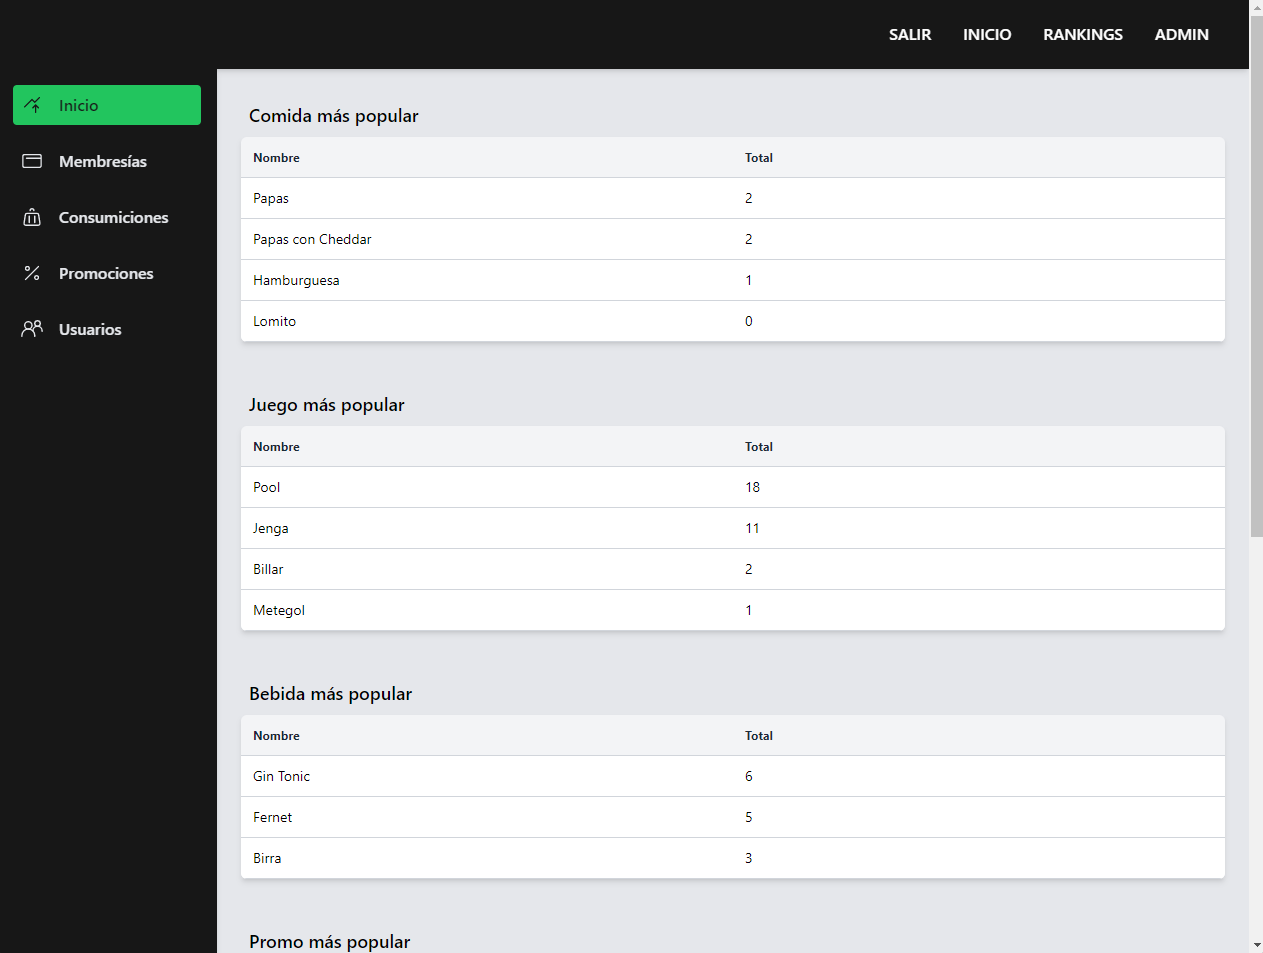 SALIR INICIO RANKINGS ADMIN
Inicio
Membresías
Consumiciones
Promociones
Usuarios
Comida más popular
Nombre Total
Papas 2
Papas con Cheddar 2
Hamburguesa 1
Lomito 0
Juego más popular
Nombre Total
Pool 18
Jenga 11
Billar 2
Metegol 1
Bebida más popular
Nombre Total
Gin Tonic 6
Fernet 5
Birra 3
Promo más popular